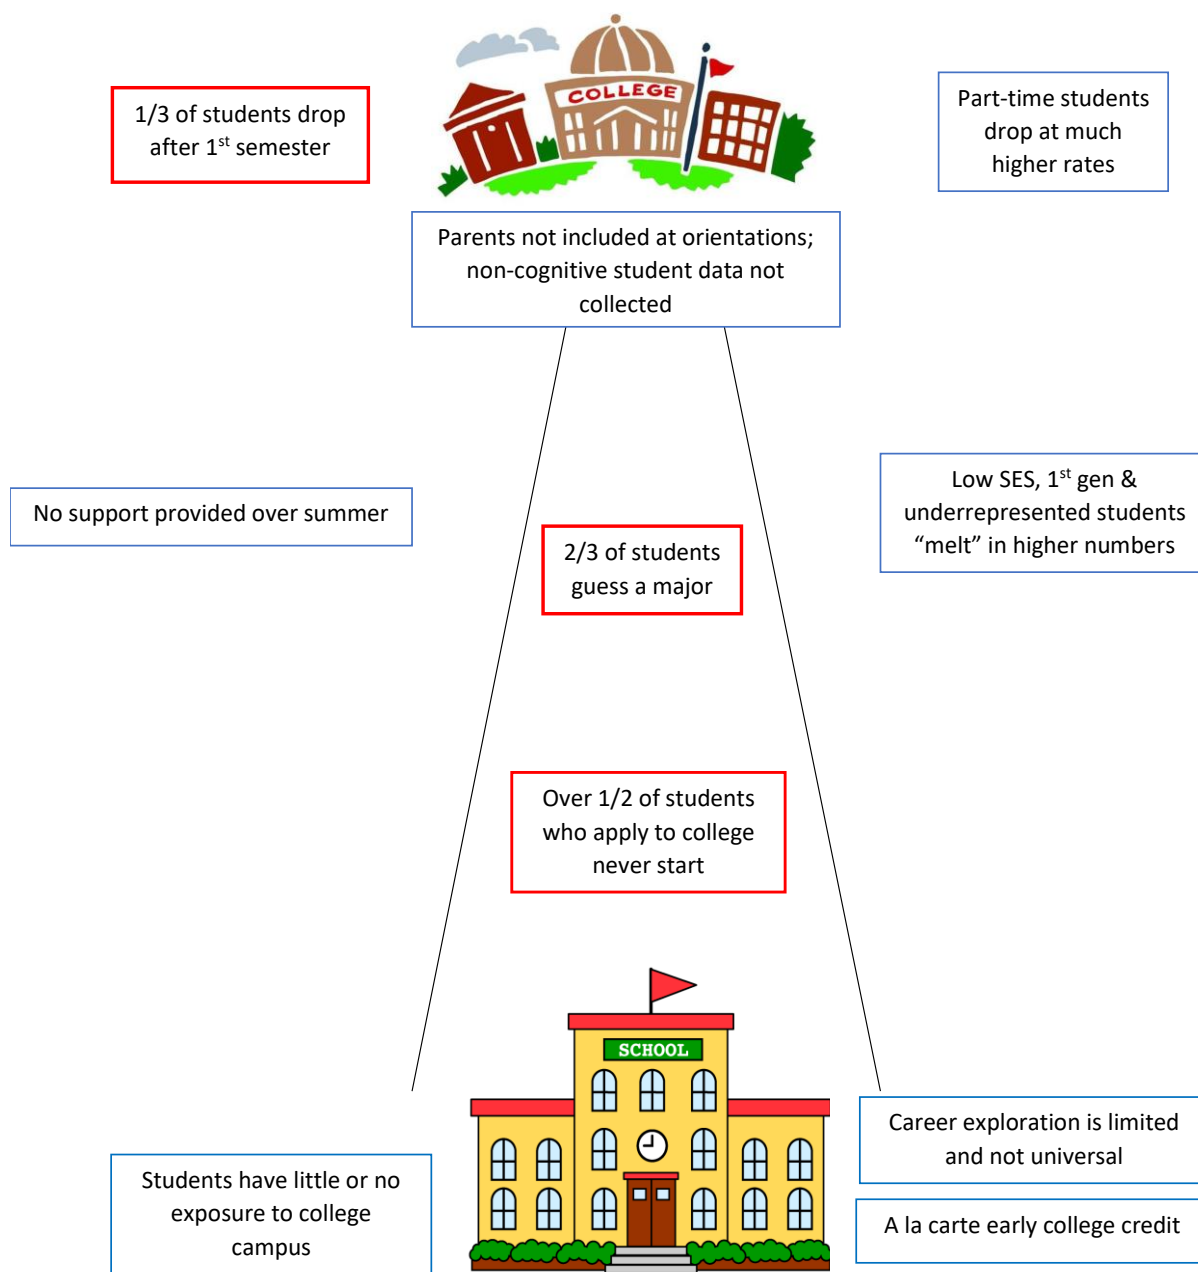 COLLEGE
1/3 of students drop
after 1st semester
Part-time students
drop at much
higher rates
Parents not included at orientations;
non-cognitive student data not
collected
No support provided over summer
Low SES, 1st gen &
underrepresented students
“melt” in higher numbers
2/3 of students
guess a major
Over 1/2 of students
who apply to college
never start
SCHOOL
Career exploration is limited
and not universal
Students have little or no
exposure to college
campus
A la carte early college credit